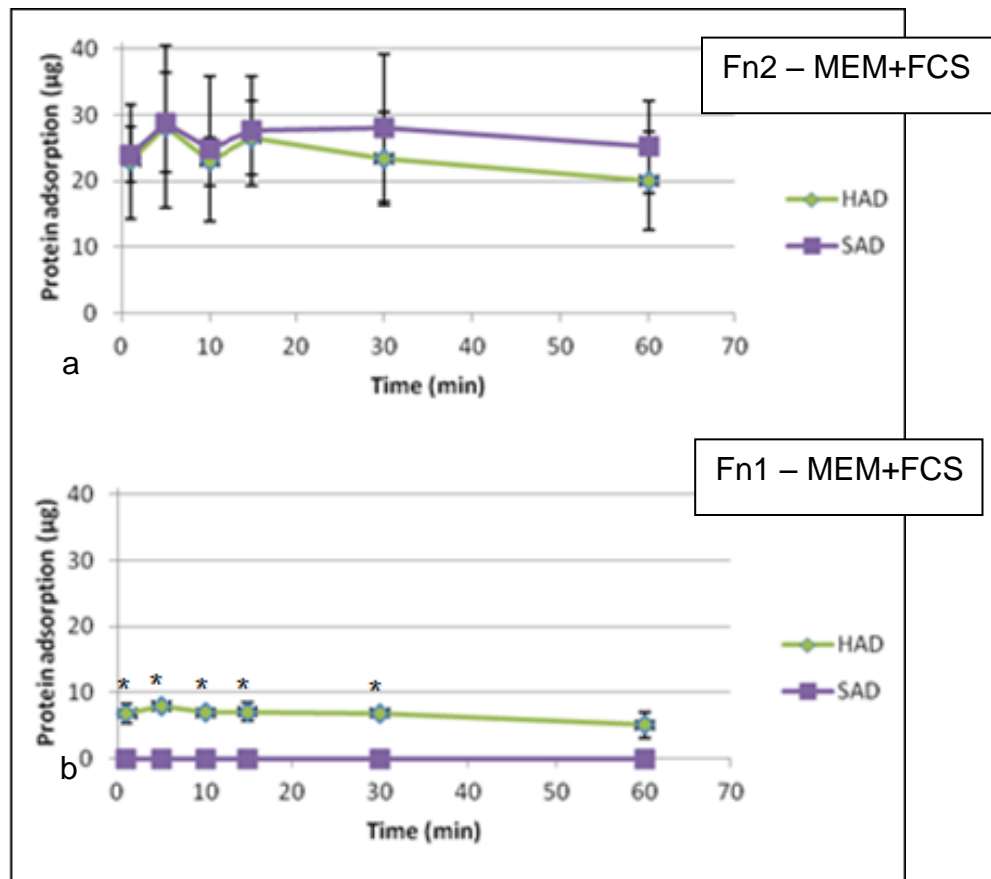 Fn2 – MEM+FCS
Protein adsorption (µg)
40
30
20
10
0
0 10 20 30 40 50 60 70
Time (min)
HAD
SAD
a
Fn1 – MEM+FCS
Protein adsorption (µg)
40
30
20
10
0
* * * * *
0 10 20 30 40 50 60 70
Time (min)
HAD
SAD
b